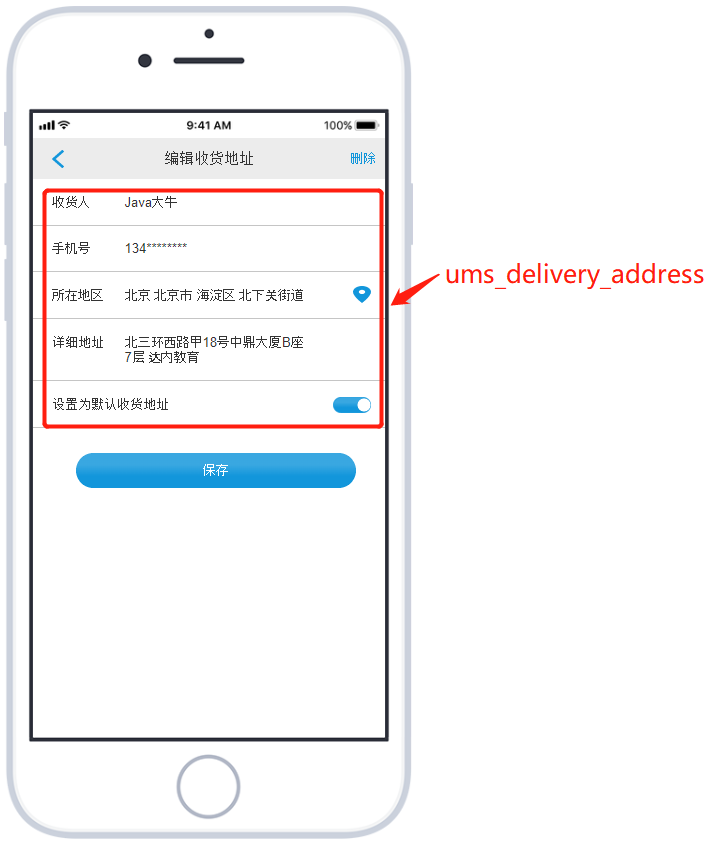 9:41 AM
100%
编辑收货地址
删除
收货人
Java大牛
手机号
134********
所在地区
北京 北京市 海淀区 北下关街道
详细地址
北三环西路甲18号中鼎大厦B座
7层 达内教育
设置为默认收货地址
保存
ums_delivery_address